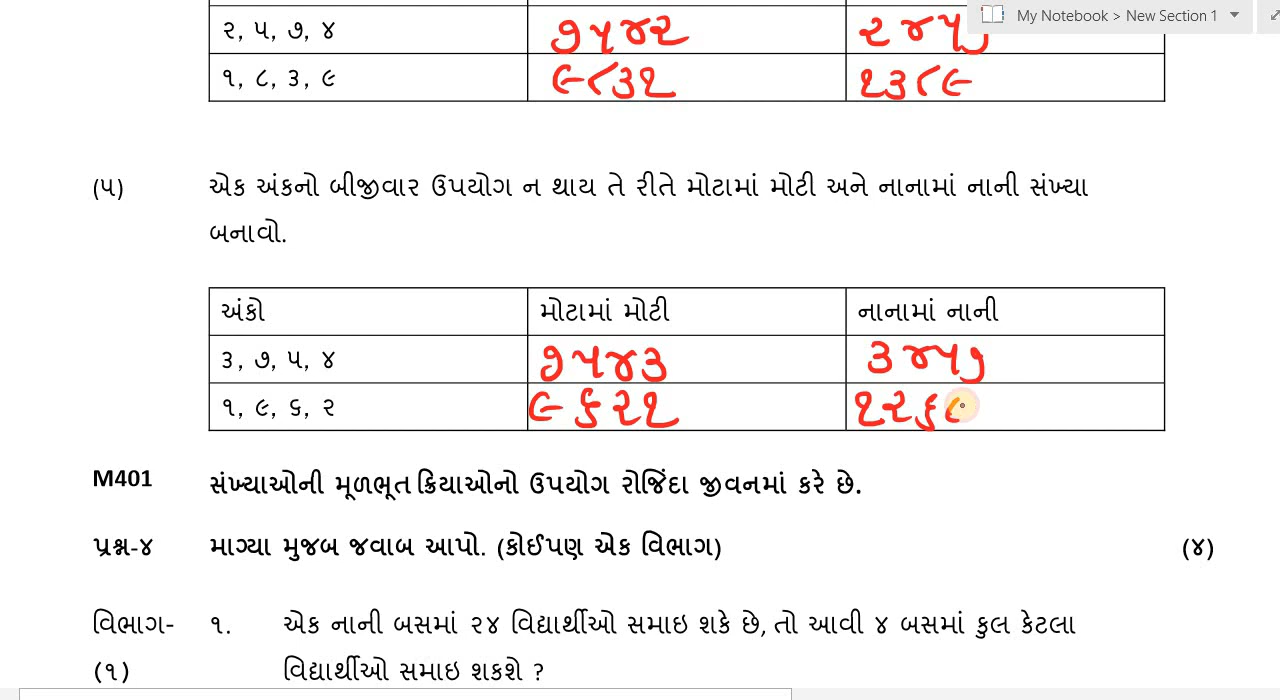 My Notebook > New Section 1
૨, ૫, ૭, ૪ ૭૫૪૨ ૨૪૫૭
૧, ૮, ૩, ૯ ૯૮૩૧ ૧૩૮૯
(૫) એક અંકનો બીજીવાર ઉપયોગ ન થાય તે રીતે મોટામાં મોટી અને નાનામાં નાની સંખ્યા
બનાવો.
અંકો મોટામાં મોટી નાનામાં નાની
૩, ૭, ૫, ૪ ૭૫૪૩ ૩૪૫૭
૧, ૯, ૬, ૨ ૯૬૨૧ ૧૨૬
M401 સંખ્યાઓની મૂળભૂત ક્રિયાઓનો ઉપયોગ રોજિંદા જીવનમાં કરે છે.
પ્રશ્ન-૪ માગ્યા મુજબ જવાબ આપો. (કોઈપણ એક વિભાગ) (૪)
વિભાગ- ૧. એક નાની બસમાં ૨૪ વિદ્યાર્થીઓ સમાઇ શકે છે, તો આવી ૪ બસમાં કુલ કેટલા
(૧) વિદ્યાર્થીઓ સમાઇ શકશે ?